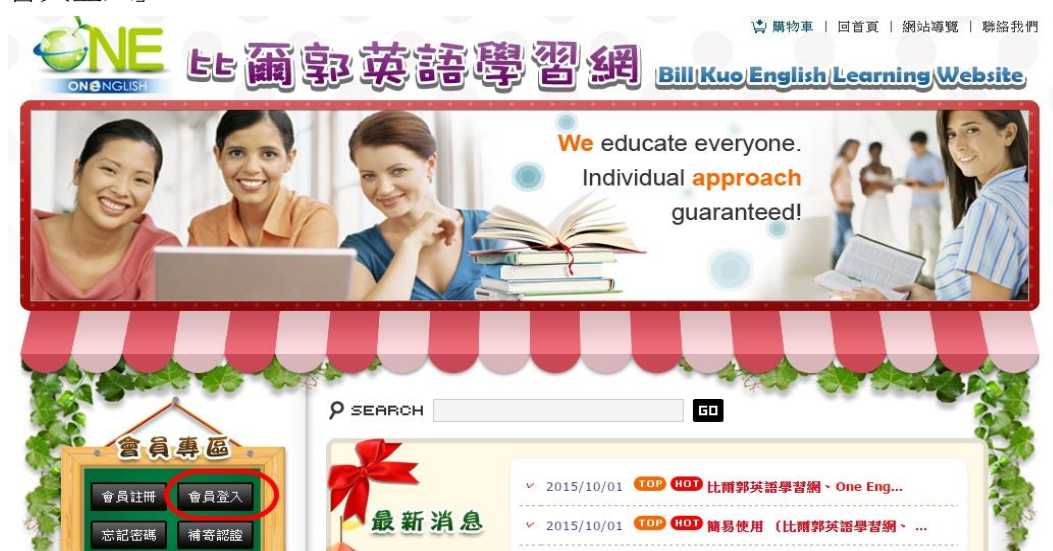 購物車 | 回首頁 | 網站導覽 | 聯絡我們
ONE
ONENGLISH
比爾郭英語學習網 Bill Kuo English Learning Website
We educate everyone.
Individual approach
guaranteed!
SEARCH GO
會員專區
會員註冊 會員登入
忘記密碼 補寄認證
最新消息
2015/10/01 TOP HOT 比爾郭英語學習網、One Eng...
2015/10/01 TOP HOT 簡易使用 (比爾郭英語學習網、 ...